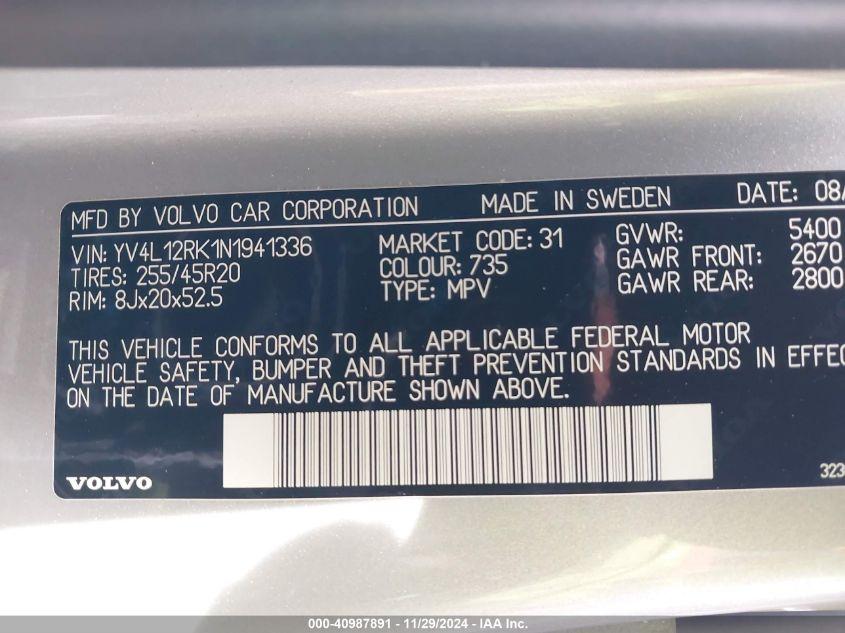 MFD BY VOLVO CAR CORPORATION MADE IN SWEDEN DATE: 08/
VIN: YV4L12RK1N1941336 MARKET CODE: 31 GVWR: 5400
TIRES: 255/45R20 COLOUR: 735 GAWR FRONT: 2670
RIM: 8Jx20x52.5 TYPE: MPV GAWR REAR: 2800
THIS VEHICLE CONFORMS TO ALL APPLICABLE FEDERAL MOTOR
VEHICLE SAFETY, BUMPER AND THEFT PREVENTION STANDARDS IN EFFEC
ON THE DATE OF MANUFACTURE SHOWN ABOVE.
VOLVO
323
000-40987891 - 11/29/2024 - IAA Inc.